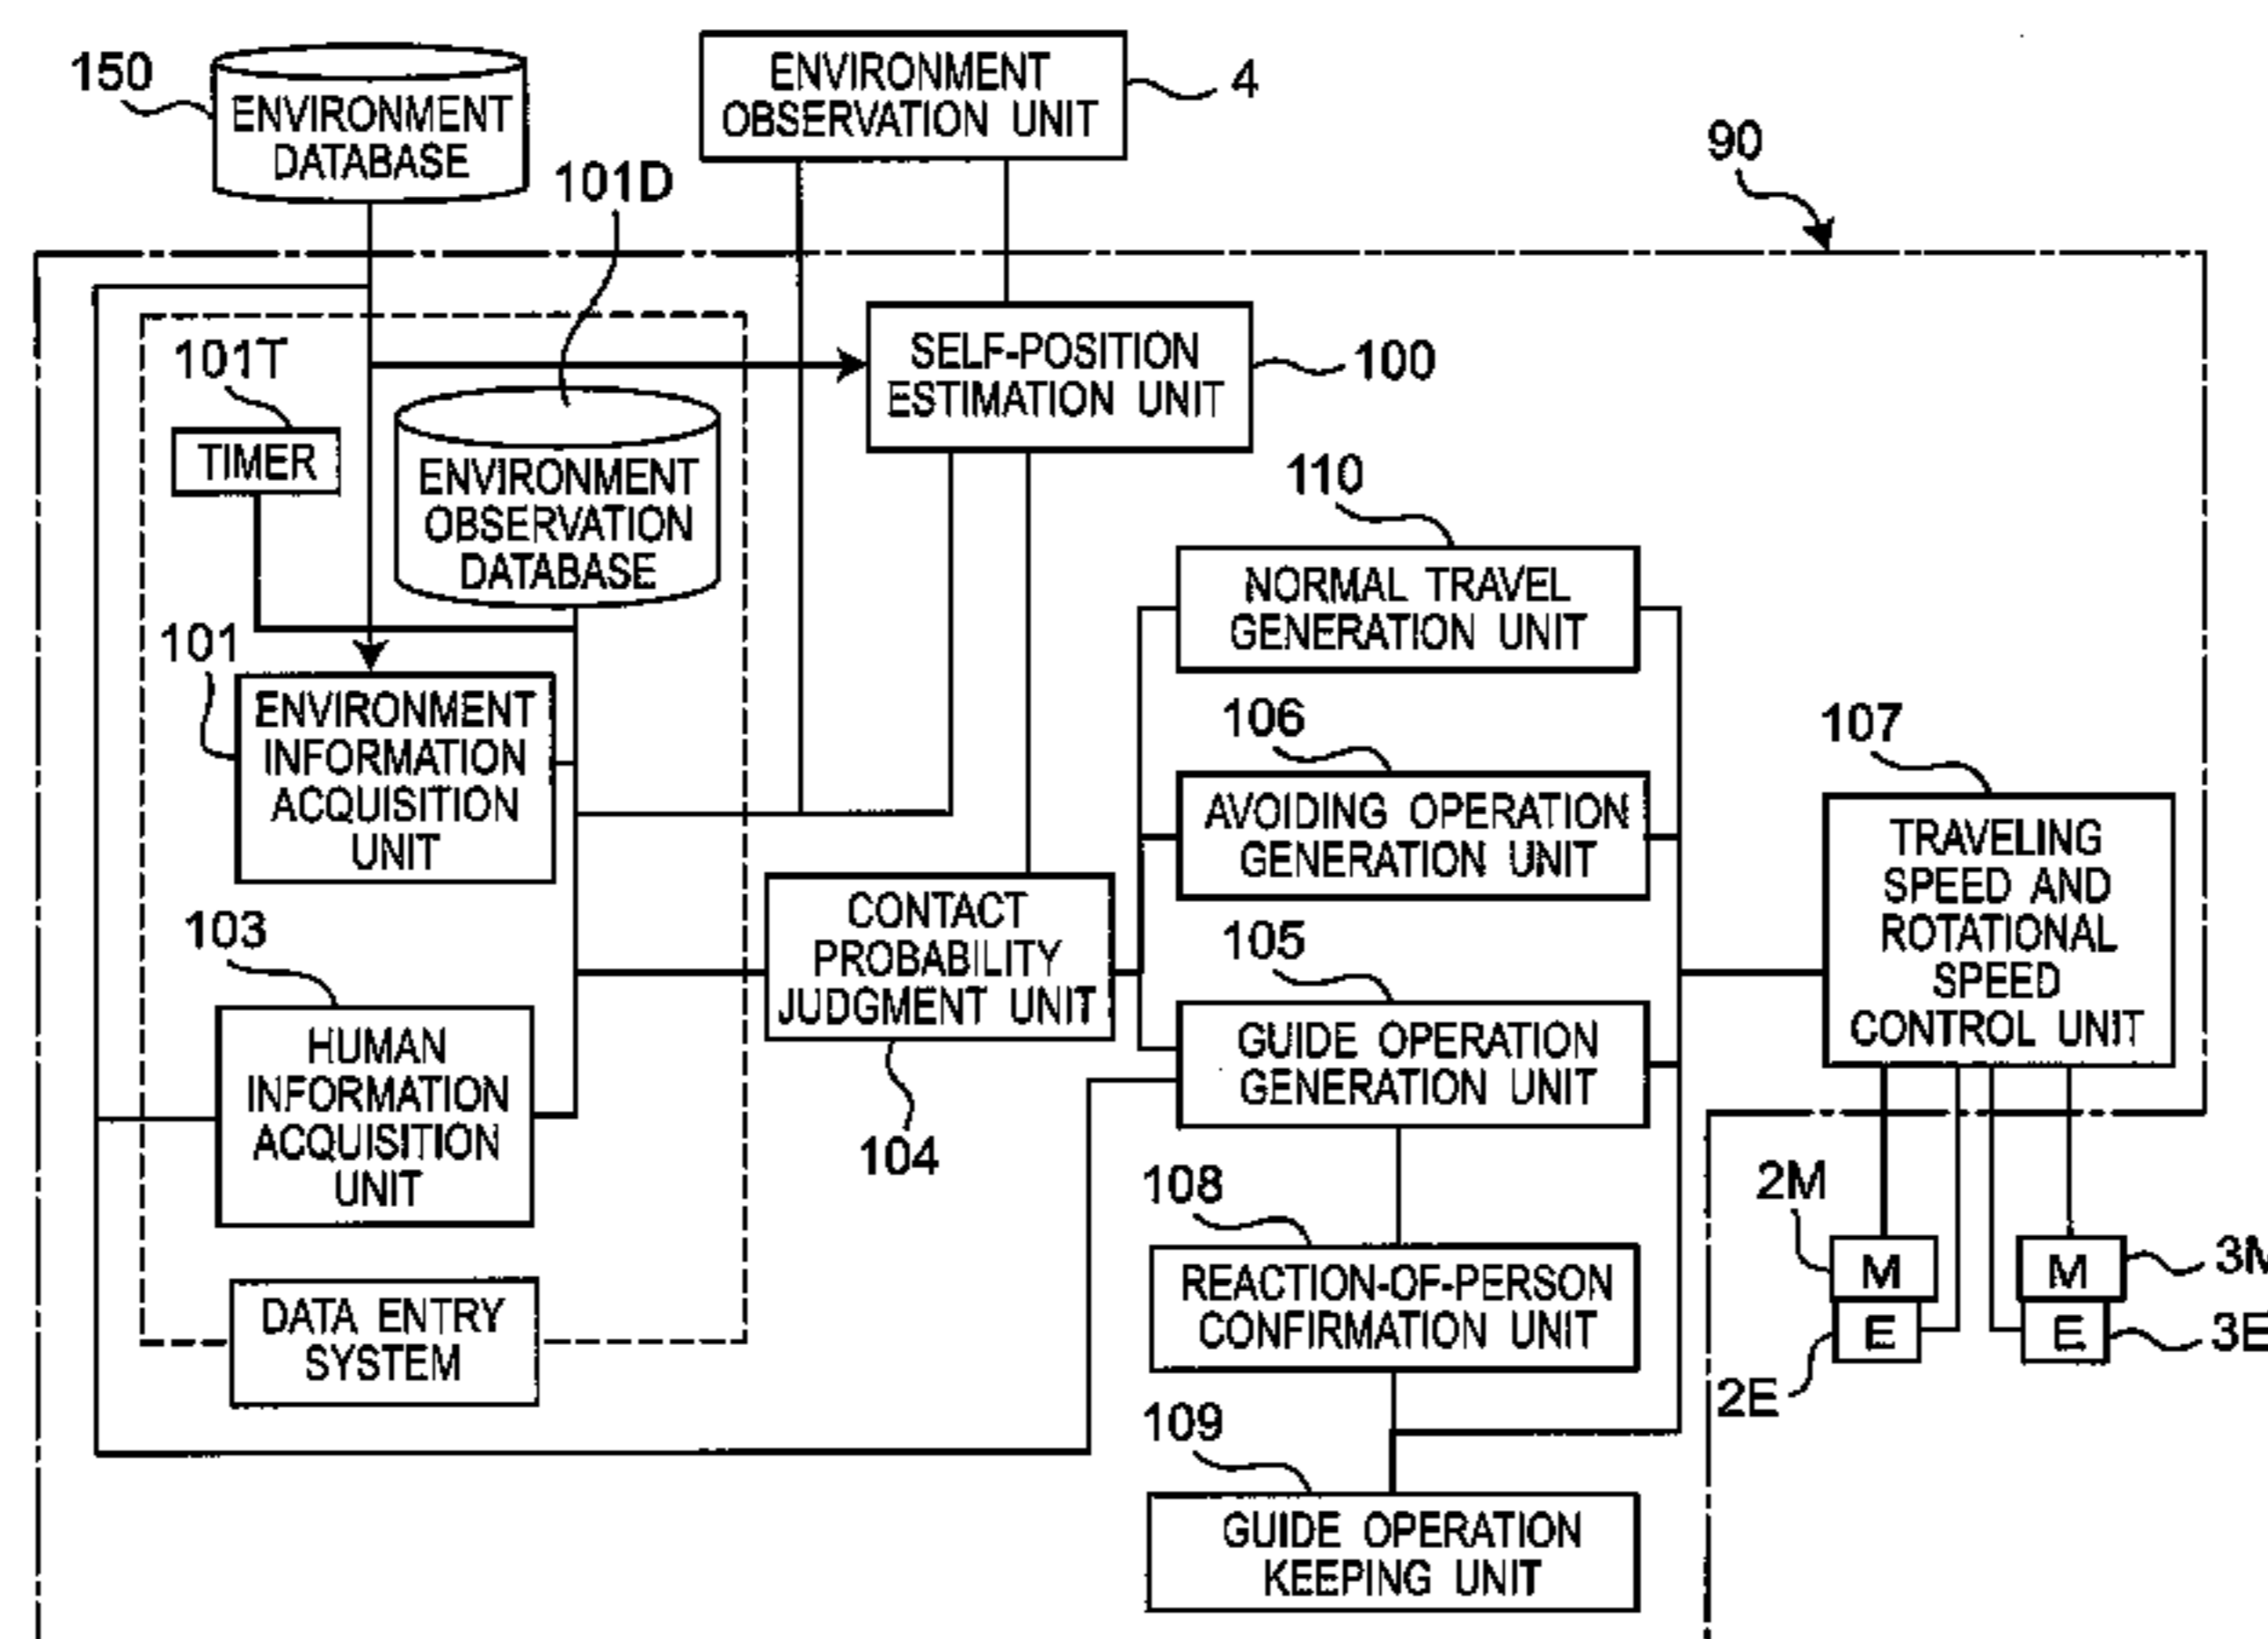 150
ENVIRONMENT
DATABASE
ENVIRONMENT
OBSERVATION UNIT
4
101D
90
101T
TIMER
ENVIRONMENT
OBSERVATION
DATABASE
SELF-POSITION
ESTIMATION UNIT
100
110
NORMAL TRAVEL
GENERATION UNIT
101
ENVIRONMENT
INFORMATION
ACQUISITION
UNIT
106
AVOIDING OPERATION
GENERATION UNIT
107
TRAVELING
SPEED AND
ROTATIONAL
SPEED
CONTROL UNIT
103
HUMAN
INFORMATION
ACQUISITION
UNIT
CONTACT
PROBABILITY
JUDGMENT UNIT
104
105
GUIDE OPERATION
GENERATION UNIT
108
REACTION-OF-PERSON
CONFIRMATION UNIT
2M
M
E
2E
M
3M
E
3E
DATA ENTRY
SYSTEM
109
GUIDE OPERATION
KEEPING UNIT